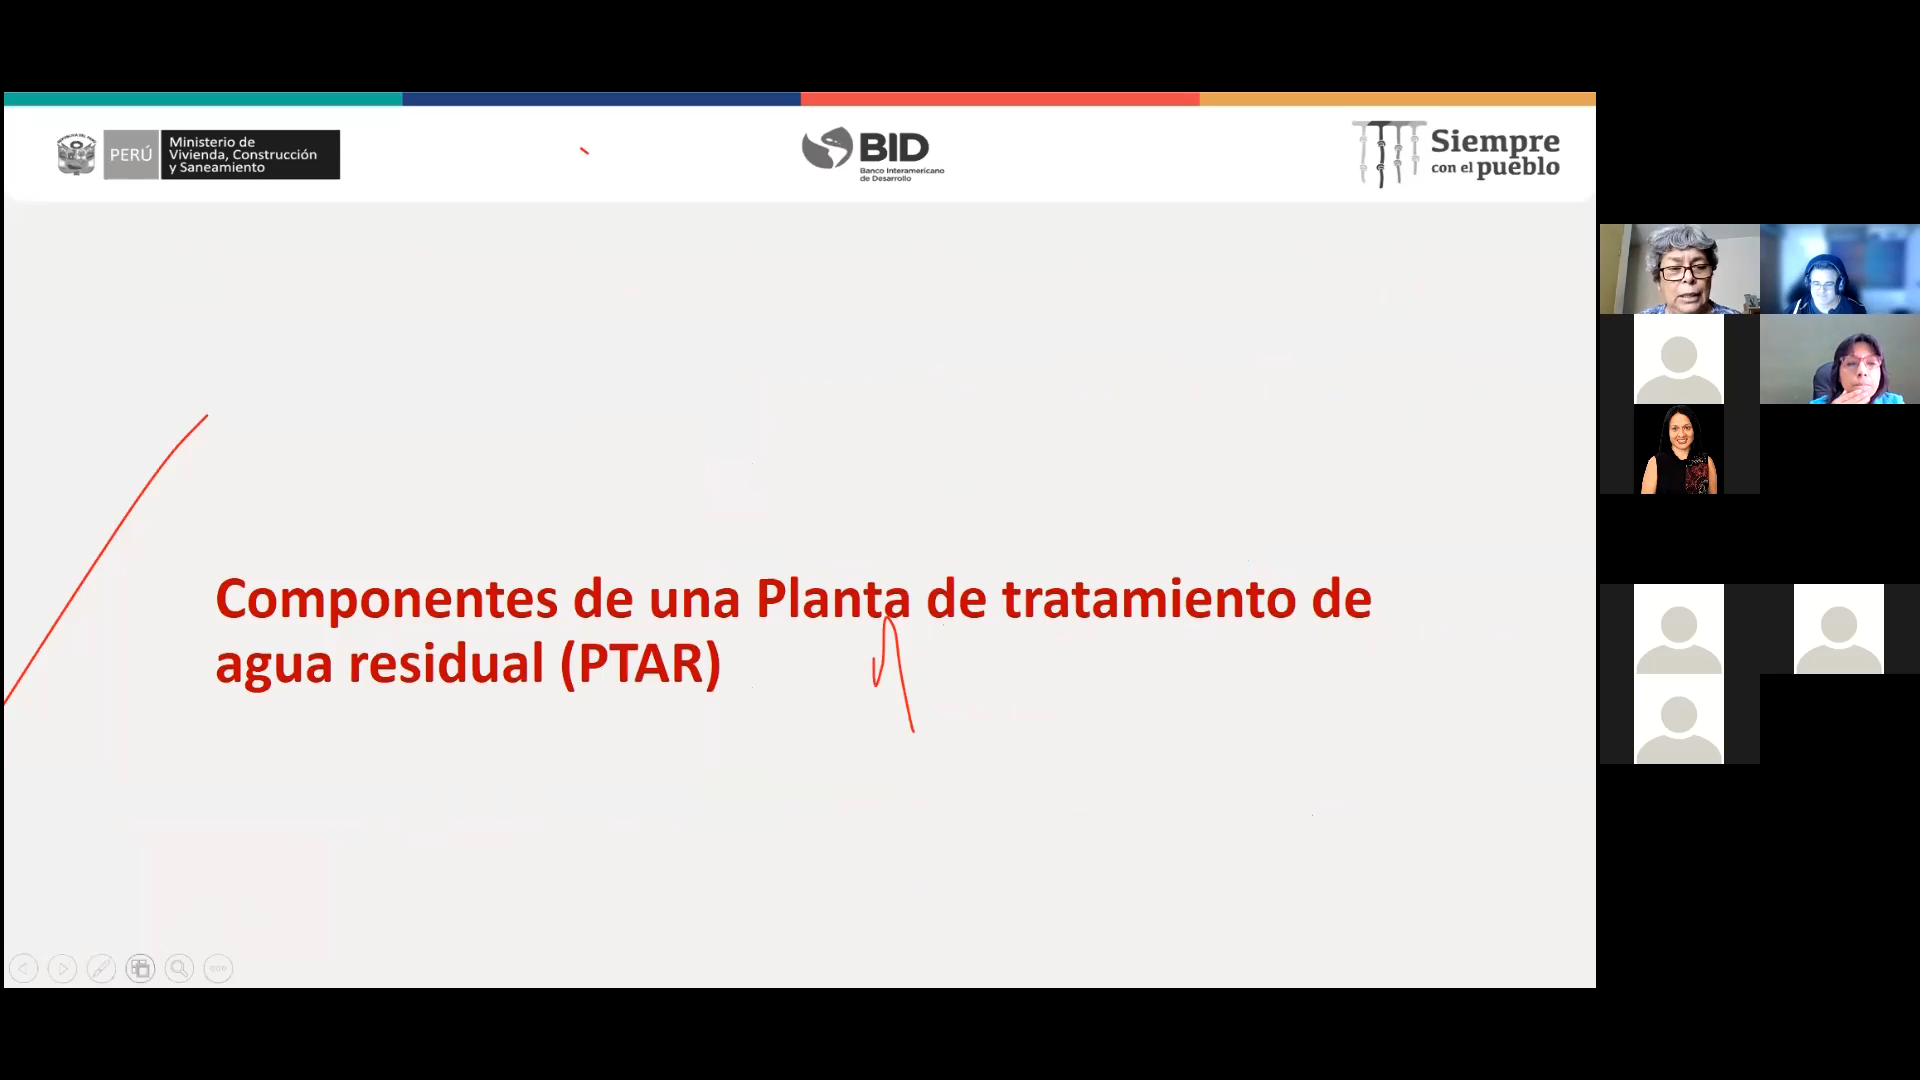 PERÚ
Ministerio de
Vivienda, Construcción
y Saneamiento
BID
Banco Interamericano
de Desarrollo
Siempre
con el pueblo
Componentes de una Planta de tratamiento de
agua residual (PTAR)